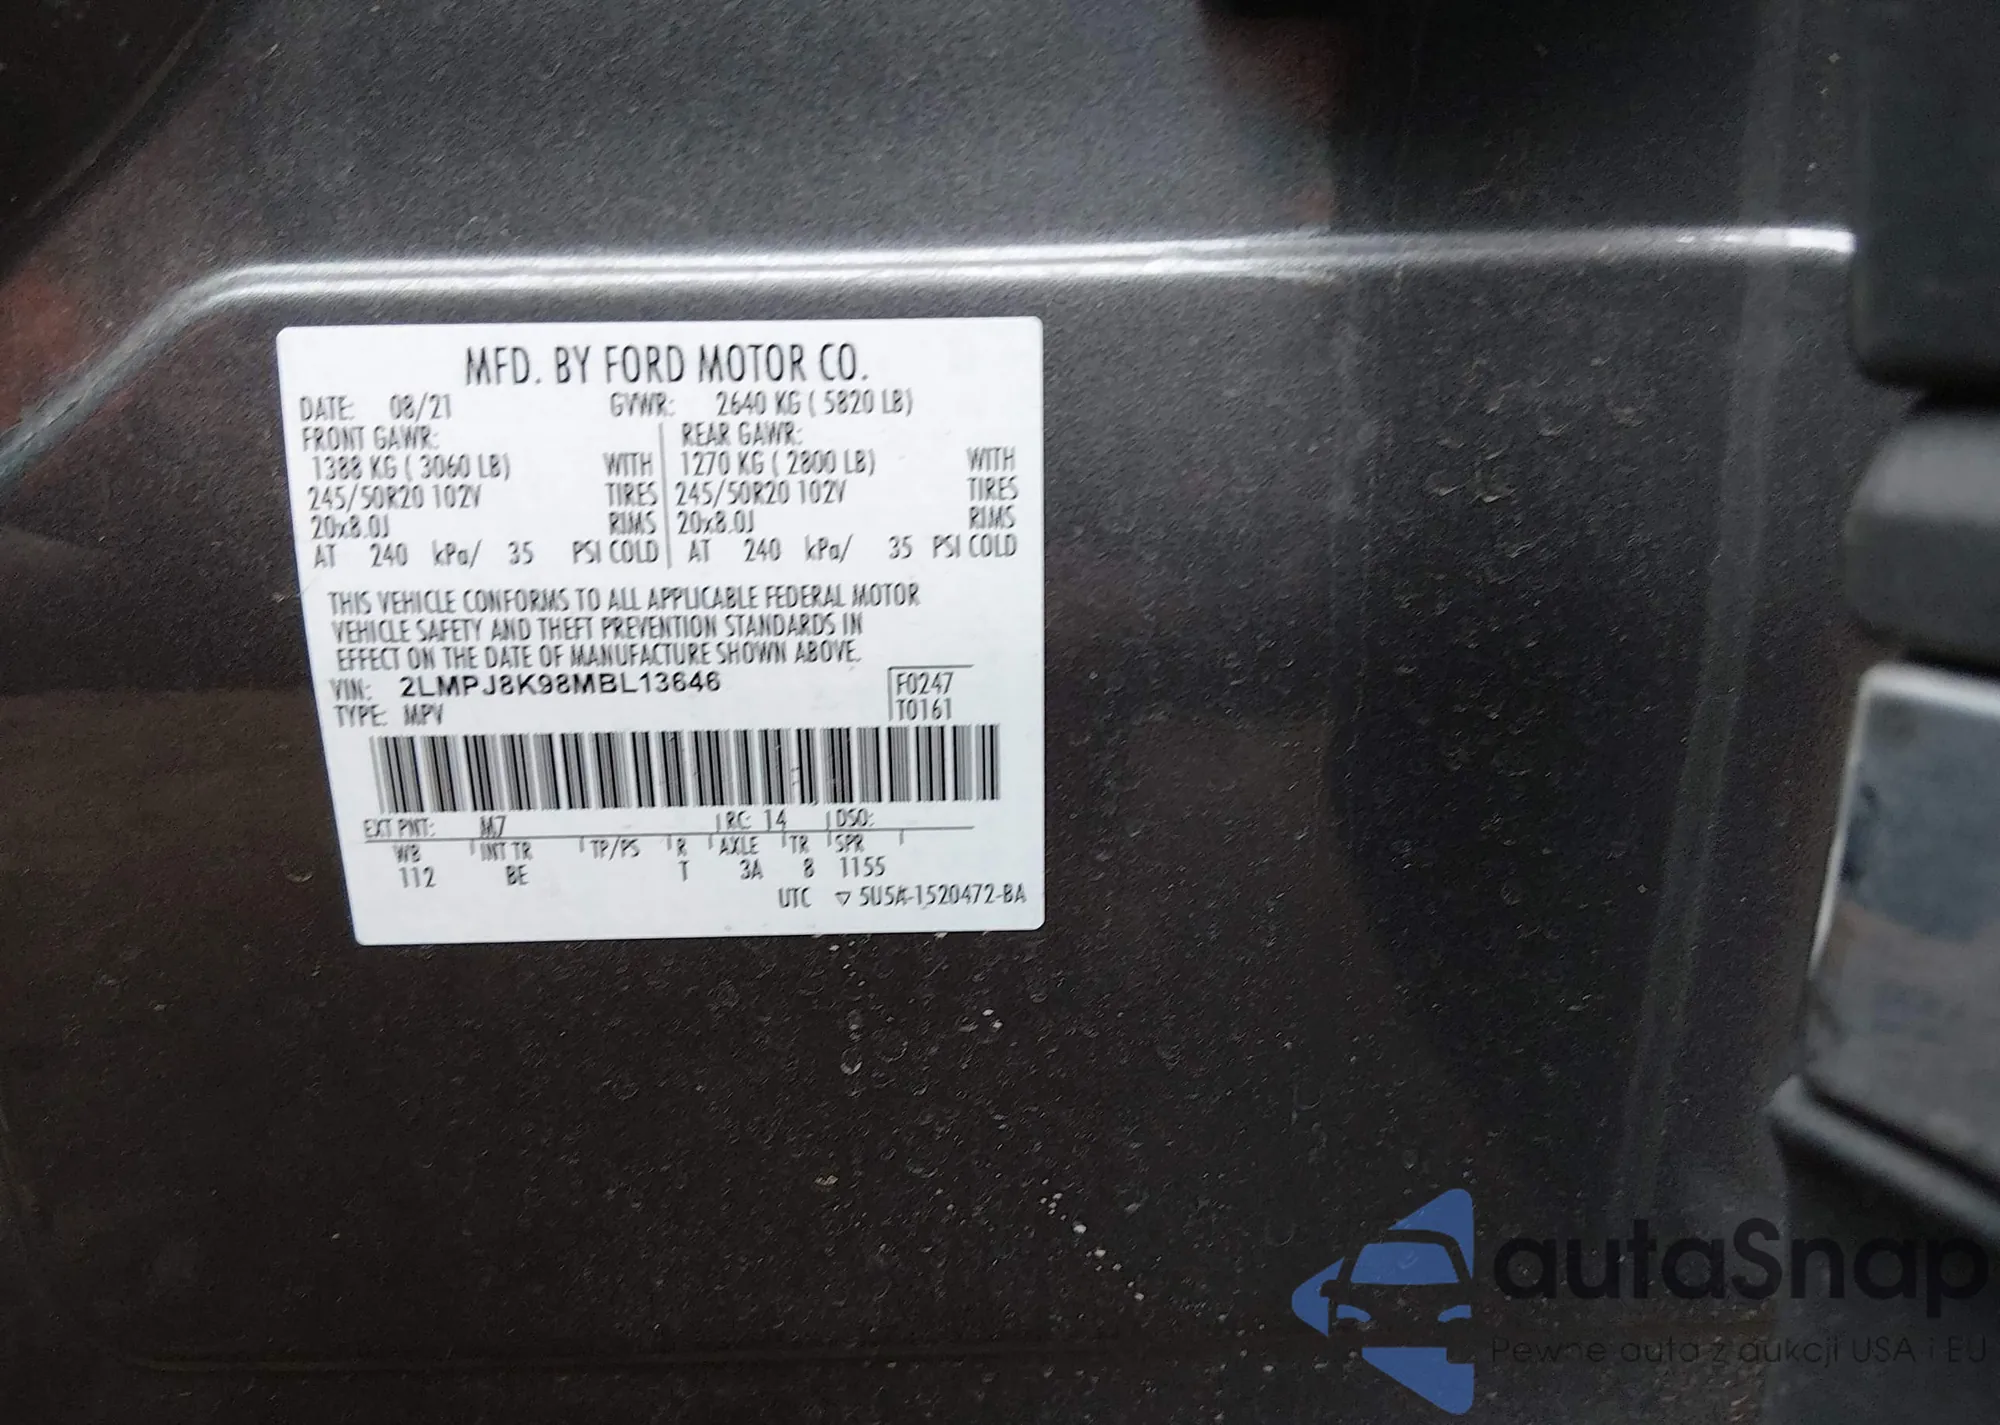 MFD. BY FORD MOTOR CO.
DATE: 08/21 GVWR: 2640 KG ( 5820 LB)
FRONT GAWR: REAR GAWR:
1388 KG ( 3060 LB) WITH 1270 KG ( 2800 LB) WITH
245/50R20 102V TIRES 245/50R20 102V TIRES
20x8.0J RIMS 20x8.0J RIMS
AT 240 kPa/ 35 PSI COLD AT 240 kPa/ 35 PSI COLD
THIS VEHICLE CONFORMS TO ALL APPLICABLE FEDERAL MOTOR
VEHICLE SAFETY AND THEFT PREVENTION STANDARDS IN
EFFECT ON THE DATE OF MANUFACTURE SHOWN ABOVE.
VIN: 2LMPJ8K98MBL13646 F0247
TYPE: MPV T0161
EXT PNT: M7 RC: 14 DSO:
WB INT TR TP/PS R AXLE TR SPR
112 BE T 3A 8 1155
UTC ▽ 5U5A-1520472-BA
autaSnap
Pewne auta z aukcji USA i EU